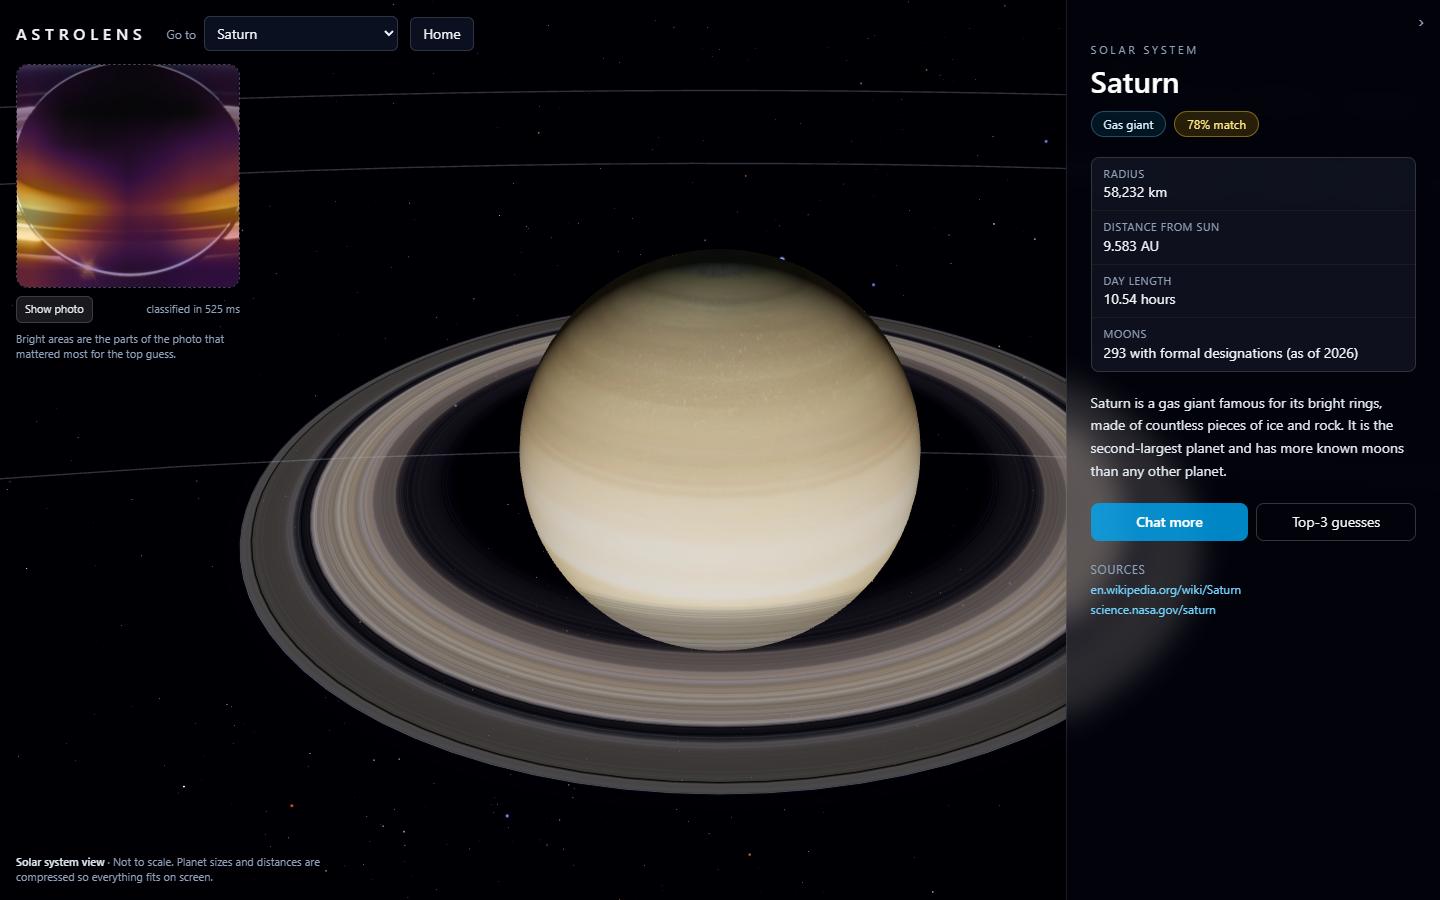 ASTROLENS Go to Saturn Home
Show photo classified in 525 ms
Bright areas are the parts of the photo that
mattered most for the top guess.
Solar system view · Not to scale. Planet sizes and distances are
compressed so everything fits on screen.
›
SOLAR SYSTEM
Saturn
Gas giant 78% match
RADIUS
58,232 km
DISTANCE FROM SUN
9.583 AU
DAY LENGTH
10.54 hours
MOONS
293 with formal designations (as of 2026)
Saturn is a gas giant famous for its bright rings,
made of countless pieces of ice and rock. It is the
second-largest planet and has more known moons
than any other planet.
Chat more Top-3 guesses
SOURCES
en.wikipedia.org/wiki/Saturn
science.nasa.gov/saturn